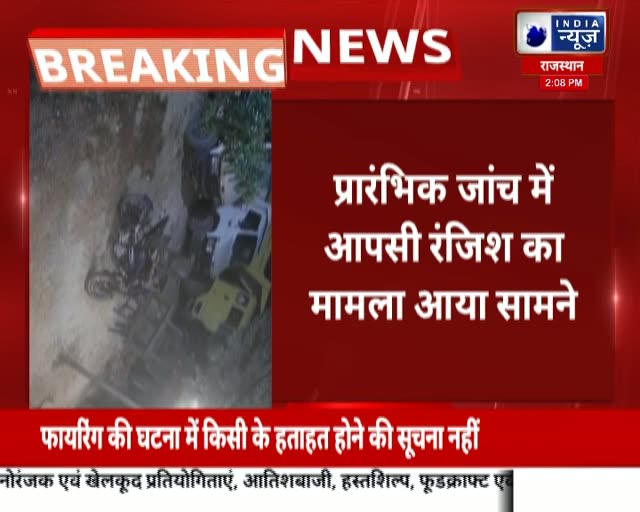 BREAKING NEWS
INDIA
न्यूज़
राजस्थान
2:08 PM
प्रारंभिक जांच में
आपसी रंजिश का
मामला आया सामने
फायरिंग की घटना में किसी के हताहत होने की सूचना नहीं
नोरंजक एवं खेलकूद प्रतियोगिताएं, आतिशबाजी, हस्तशिल्प, फूडक्राफ्ट एव